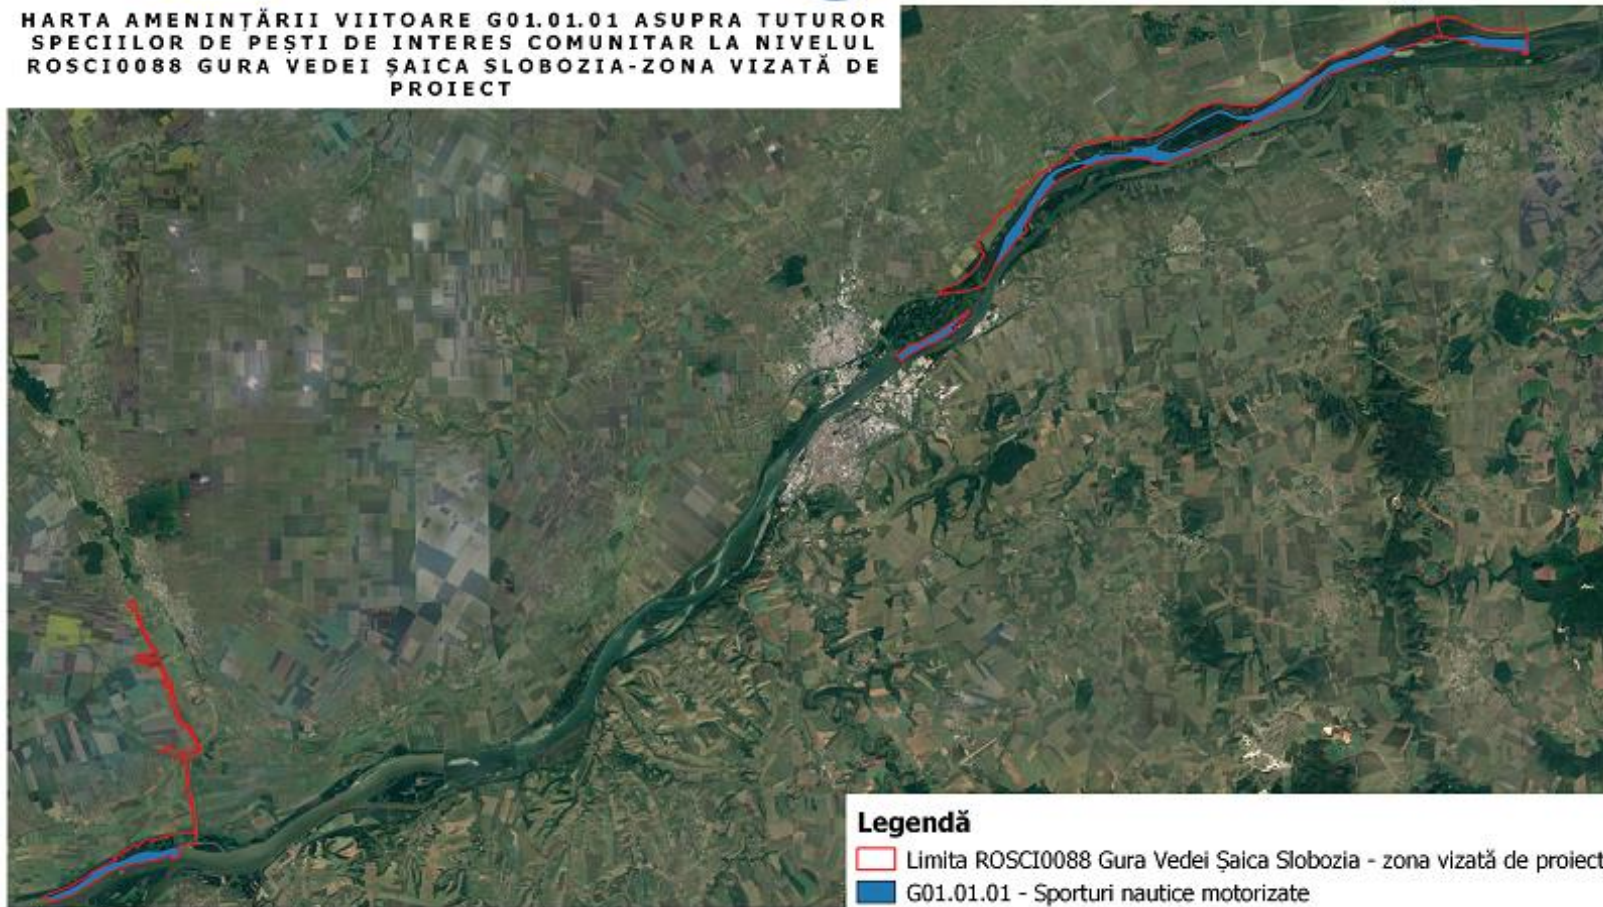 HARTA AMENINȚĂRII VIITOARE G01.01.01 ASUPRA TUTUROR
SPECIILOR DE PEȘTI DE INTERES COMUNITAR LA NIVELUL
ROSCI0088 GURA VEDEI ȘAICA SLOBOZIA-ZONA VIZATĂ DE
PROIECT
Legendă
Limita ROSCI0088 Gura Vedei Șaica Slobozia - zona vizată de proiect
G01.01.01 - Sporturi nautice motorizate